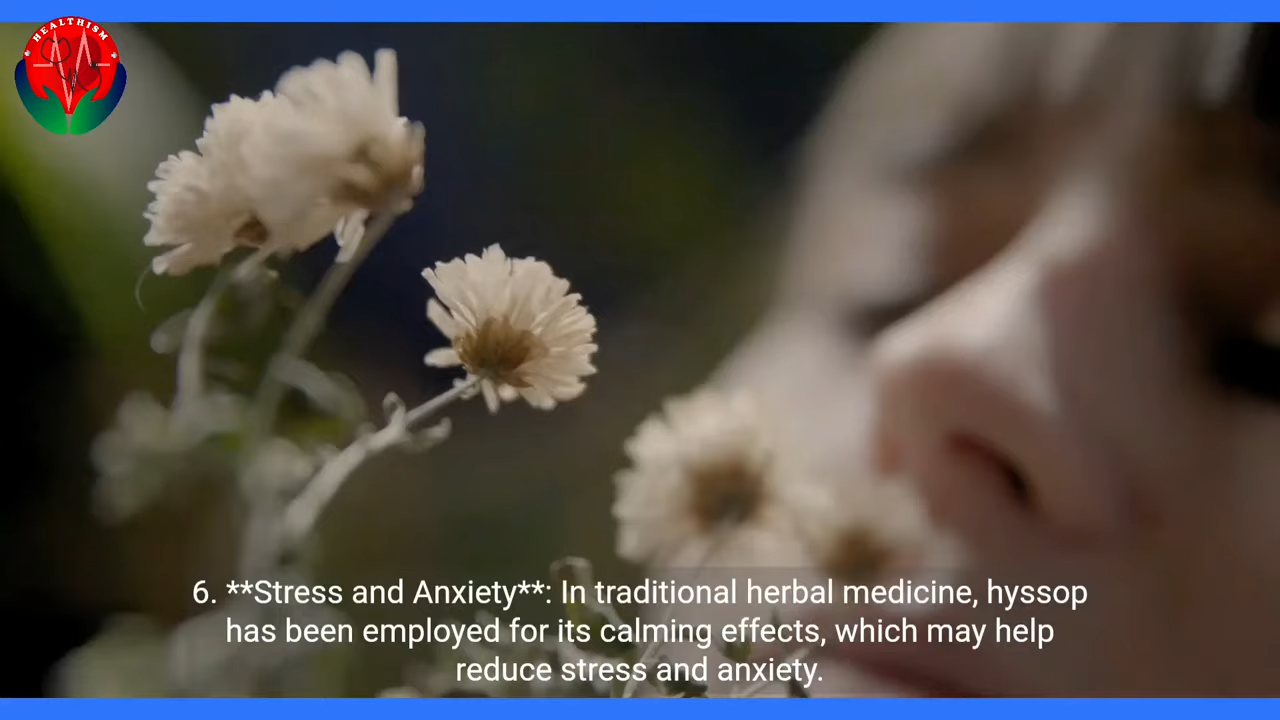 HEALTHISM
6. **Stress and Anxiety**: In traditional herbal medicine, hyssop
has been employed for its calming effects, which may help
reduce stress and anxiety.